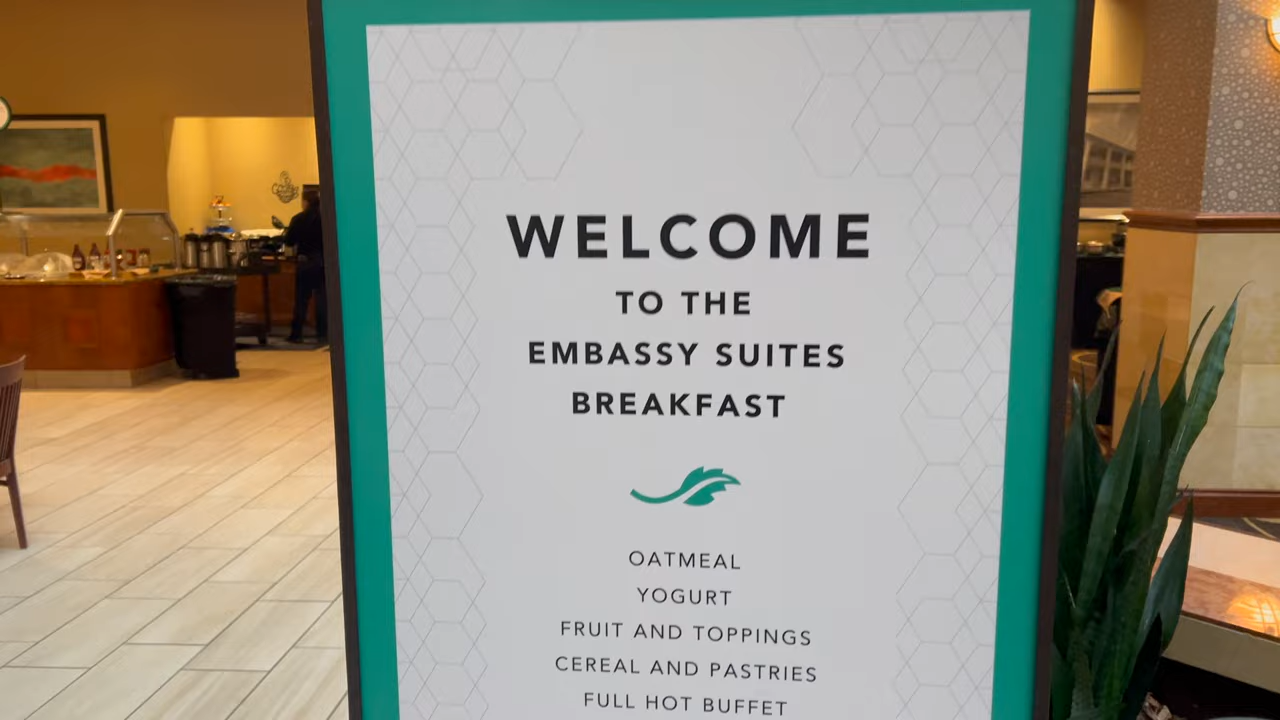 WELCOME
TO THE
EMBASSY SUITES
BREAKFAST
OATMEAL
YOGURT
FRUIT AND TOPPINGS
CEREAL AND PASTRIES
FULL HOT BUFFET